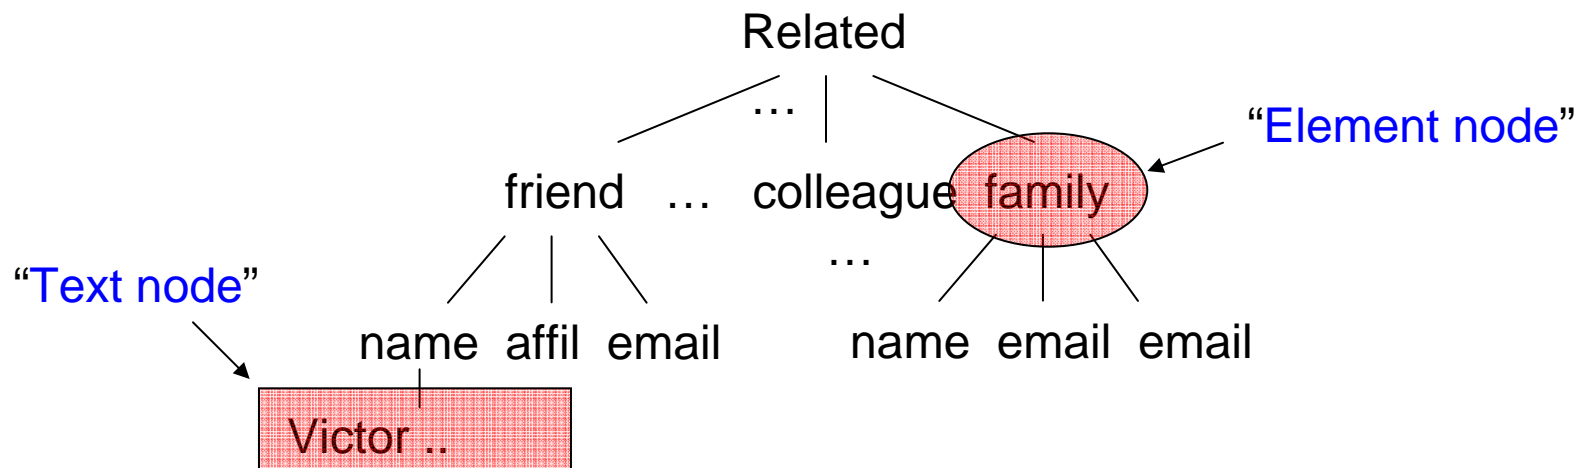 Related
…
“Element node”
friend … colleague family
…
“Text node”
name affil email name email email
Victor ..